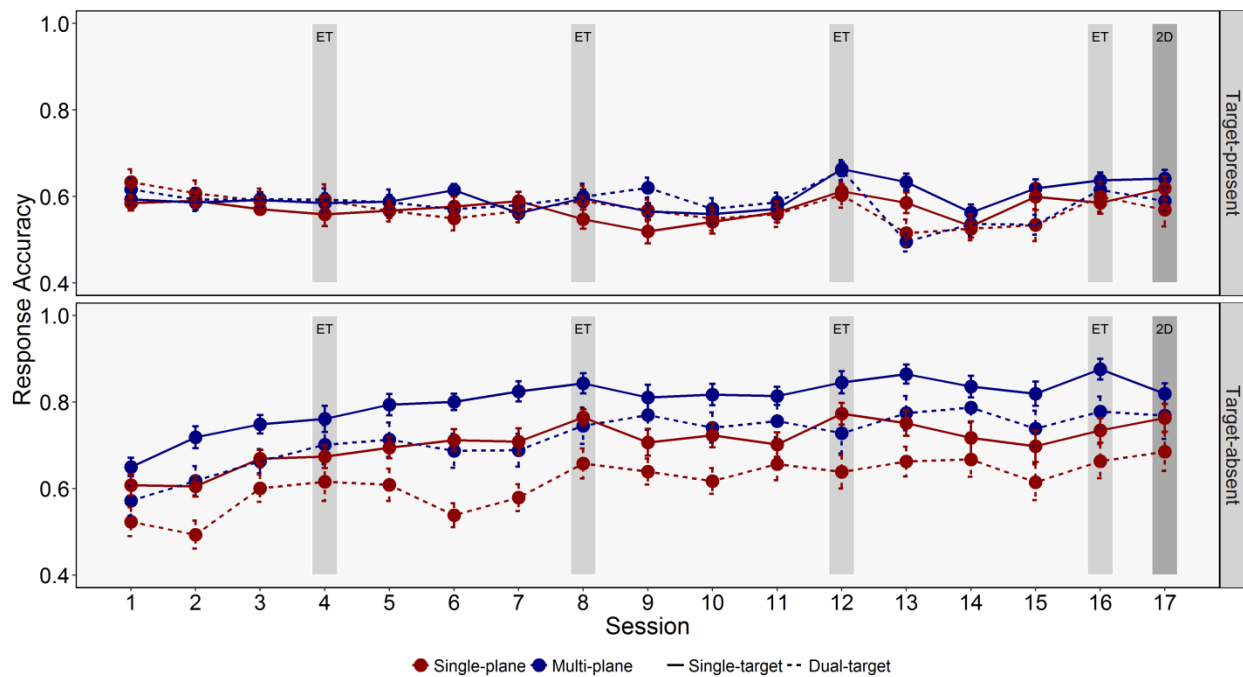 Response Accuracy
1.0
0.8
0.6
0.4
ET
ET
ET
ET
2D
Target-present
1.0
0.8
0.6
0.4
ET
ET
ET
ET
2D
Target-absent
1 2 3 4 5 6 7 8 9 10 11 12 13 14 15 16 17
Session
Single-plane Multi-plane Single-target Dual-target